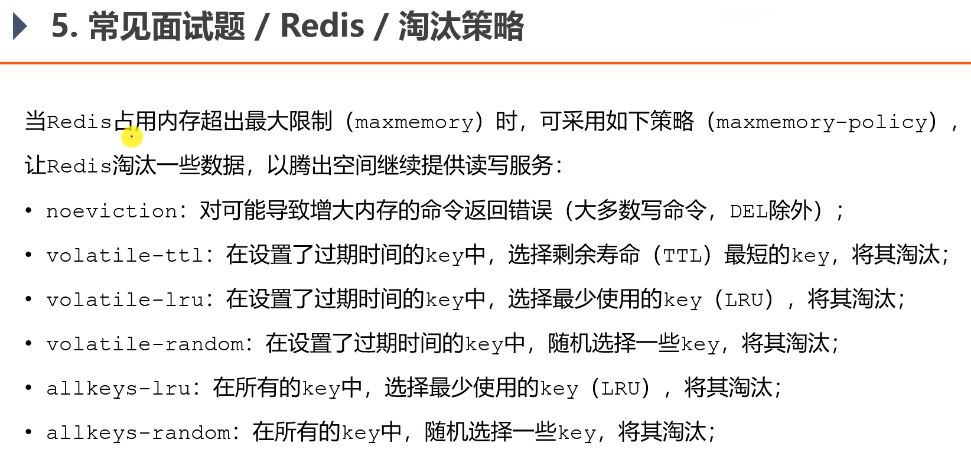 5. 常见面试题 / Redis / 淘汰策略
当Redis占用内存超出最大限制（maxmemory）时，可采用如下策略（maxmemory-policy），
让Redis淘汰一些数据，以腾出空间继续提供读写服务：
• noeviction：对可能导致增大内存的命令返回错误（大多数写命令，DEL除外）；
• volatile-ttl：在设置了过期时间的key中，选择剩余寿命（TTL）最短的key，将其淘汰；
• volatile-lru：在设置了过期时间的key中，选择最少使用的key（LRU），将其淘汰；
• volatile-random：在设置了过期时间的key中，随机选择一些key，将其淘汰；
• allkeys-lru：在所有的key中，选择最少使用的key（LRU），将其淘汰；
• allkeys-random：在所有的key中，随机选择一些key，将其淘汰；